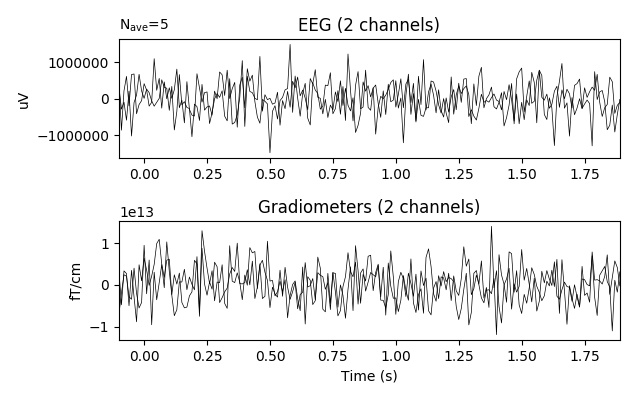 N_ave=5
EEG (2 channels)
1000000
0
−1000000
uV
0.00 0.25 0.50 0.75 1.00 1.25 1.50 1.75
1e13
Gradiometers (2 channels)
1
0
−1
fT/cm
0.00 0.25 0.50 0.75 1.00 1.25 1.50 1.75
Time (s)